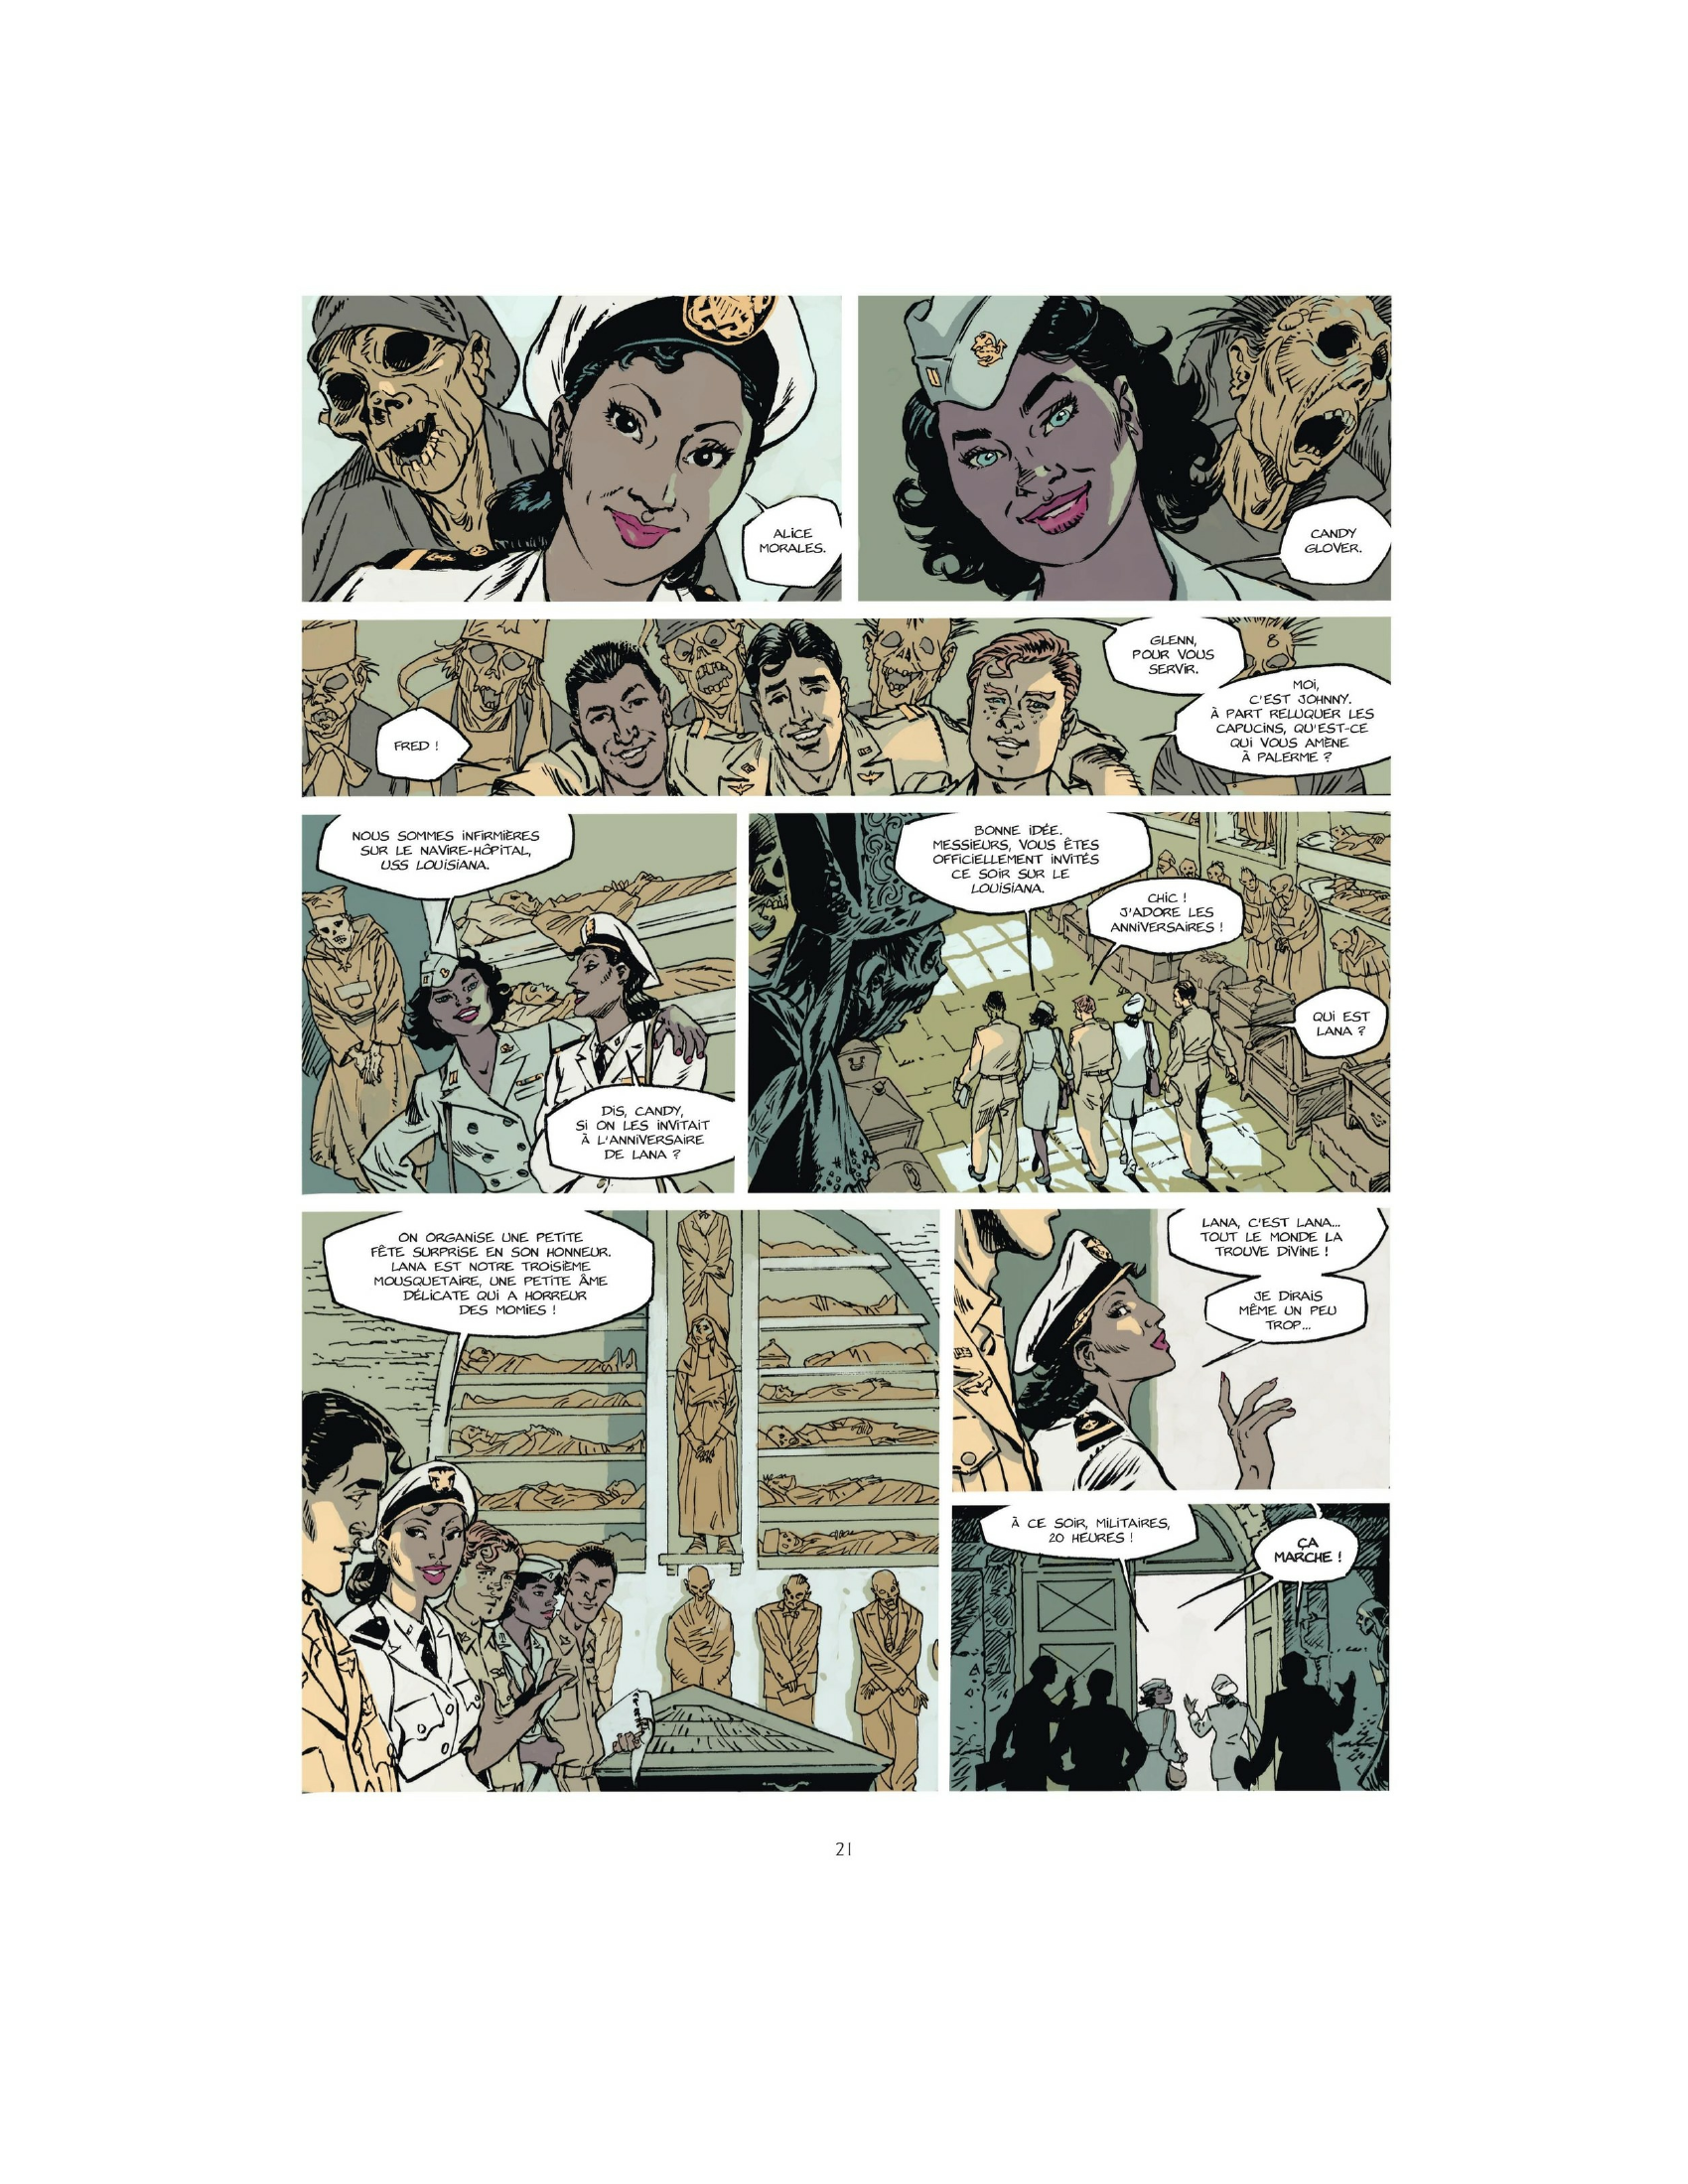 ALICE
MORALES.
CANDY
GLOVER.
FRED !
GLENN,
POUR VOUS
SERVIR.
MOI,
C'EST JOHNNY.
À PART RELUQUER LES
CAPUCINS, QU'EST-CE
QUI VOUS AMÈNE
À PALERME ?
NOUS SOMMES INFIRMIÈRES
SUR LE NAVIRE-HÔPITAL,
USS LOUISIANA.
DIS, CANDY,
SI ON LES INVITAIT
À L'ANNIVERSAIRE
DE LANA ?
BONNE IDÉE.
MESSIEURS, VOUS ÊTES
OFFICIELLEMENT INVITÉS
CE SOIR SUR LE
LOUISIANA.
CHIC !
J'ADORE LES
ANNIVERSAIRES !
QUI EST
LANA ?
ON ORGANISE UNE PETITE
FÊTE SURPRISE EN SON HONNEUR.
LANA EST NOTRE TROISIÈME
MOUSQUETAIRE, UNE PETITE ÂME
DÉLICATE QUI A HORREUR
DES MOMIES !
LANA, C'EST LANA...
TOUT LE MONDE LA
TROUVE DIVINE !
JE DIRAIS
MÊME UN PEU
TROP...
À CE SOIR, MILITAIRES,
20 HEURES !
ÇA
MARCHE !
21